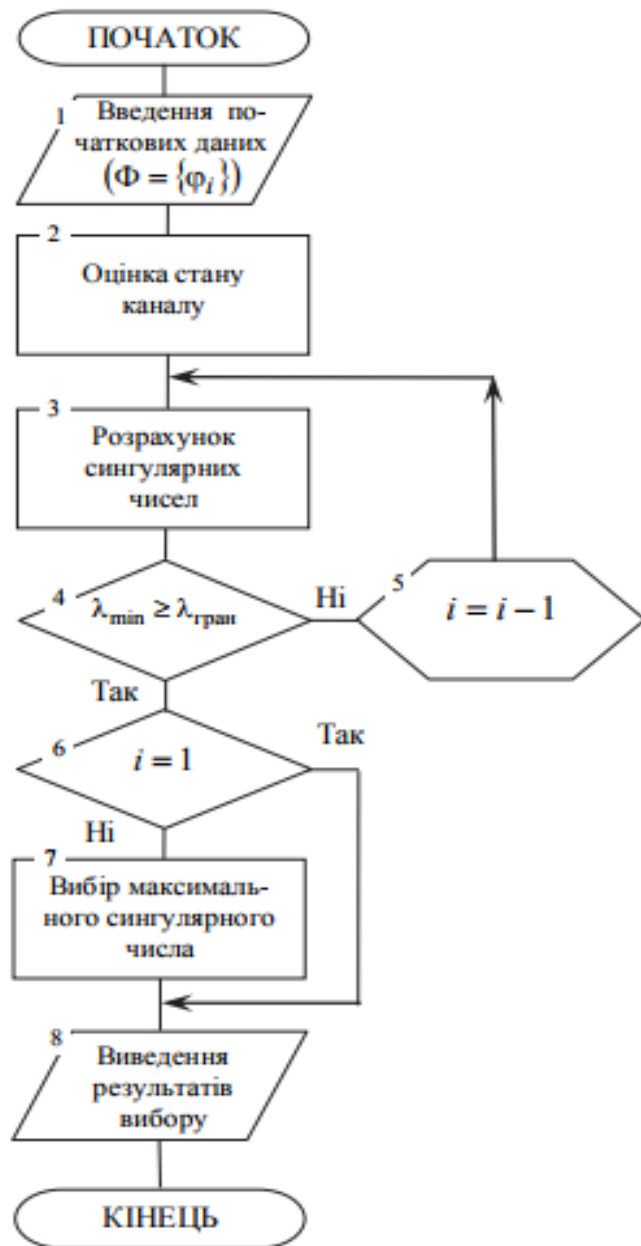 ПОЧАТОК
1
Введення по-
чаткових даних
(Φ = {φi})
2
Оцінка стану
каналу
3
Розрахунок
сингулярних
чисел
4
λmin ≥ λгран
Ні
5
i = i − 1
Так
6
i = 1
Так
Ні
7
Вибір максималь-
ного сингулярного
числа
8
Виведення
результатів
вибору
КІНЕЦЬ